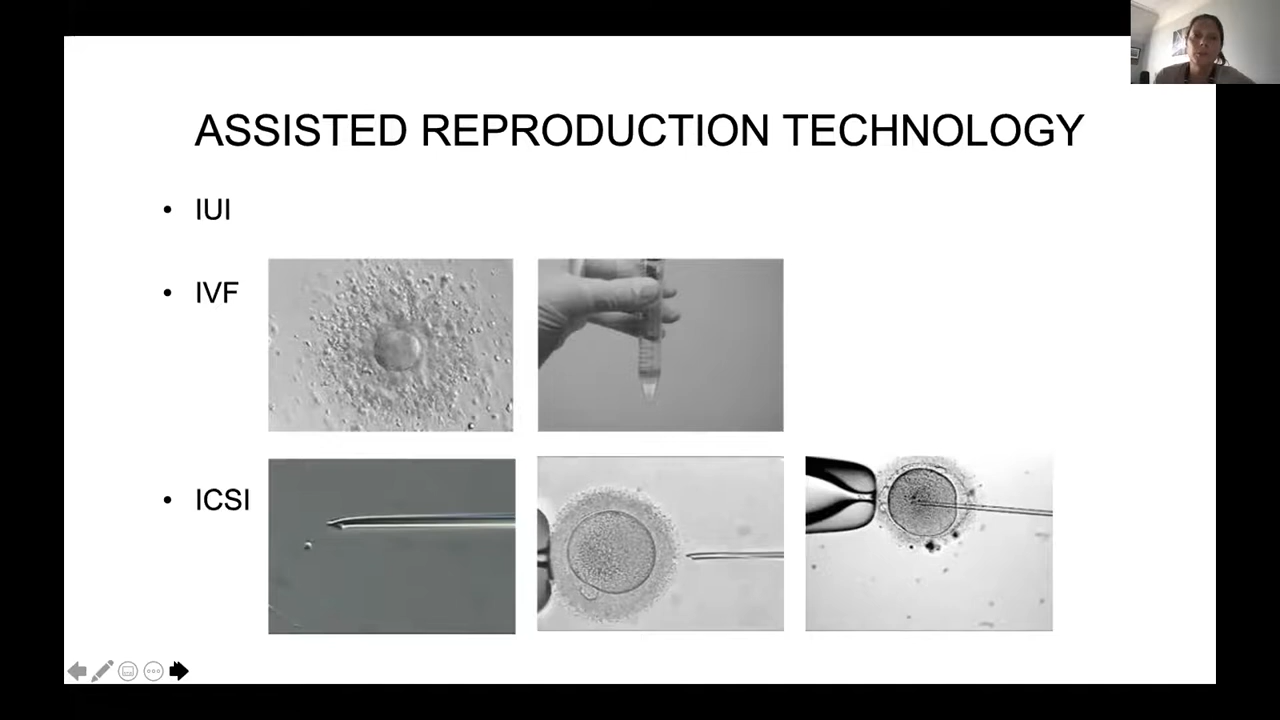 ASSISTED REPRODUCTION TECHNOLOGY
• IUI
• IVF
• ICSI